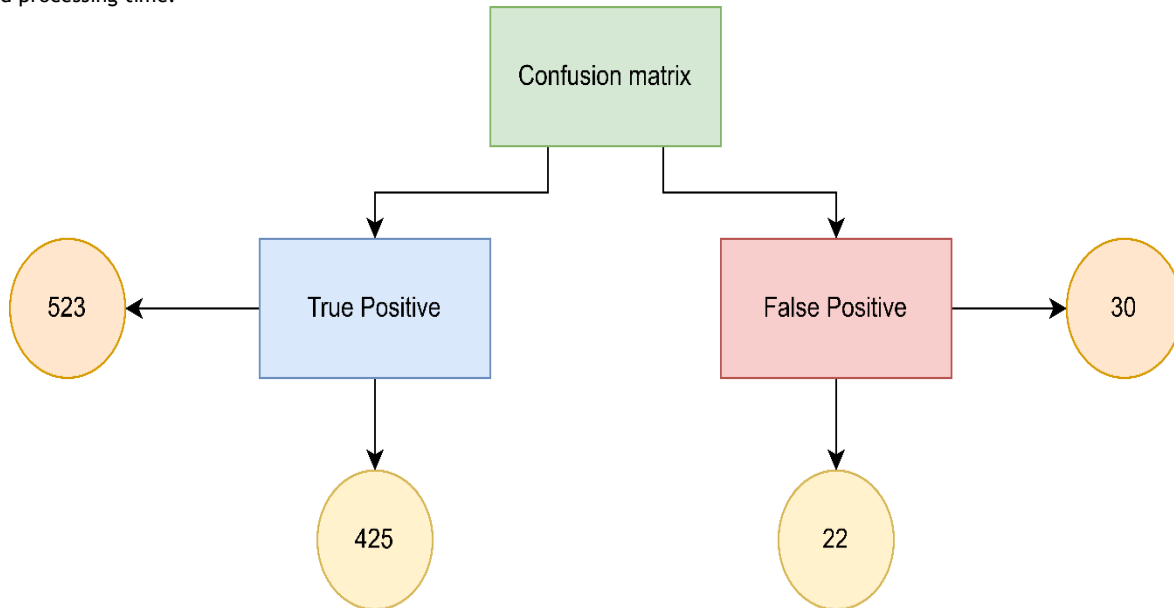 d processing time.
Confusion matrix
523
True Positive
False Positive
30
425
22